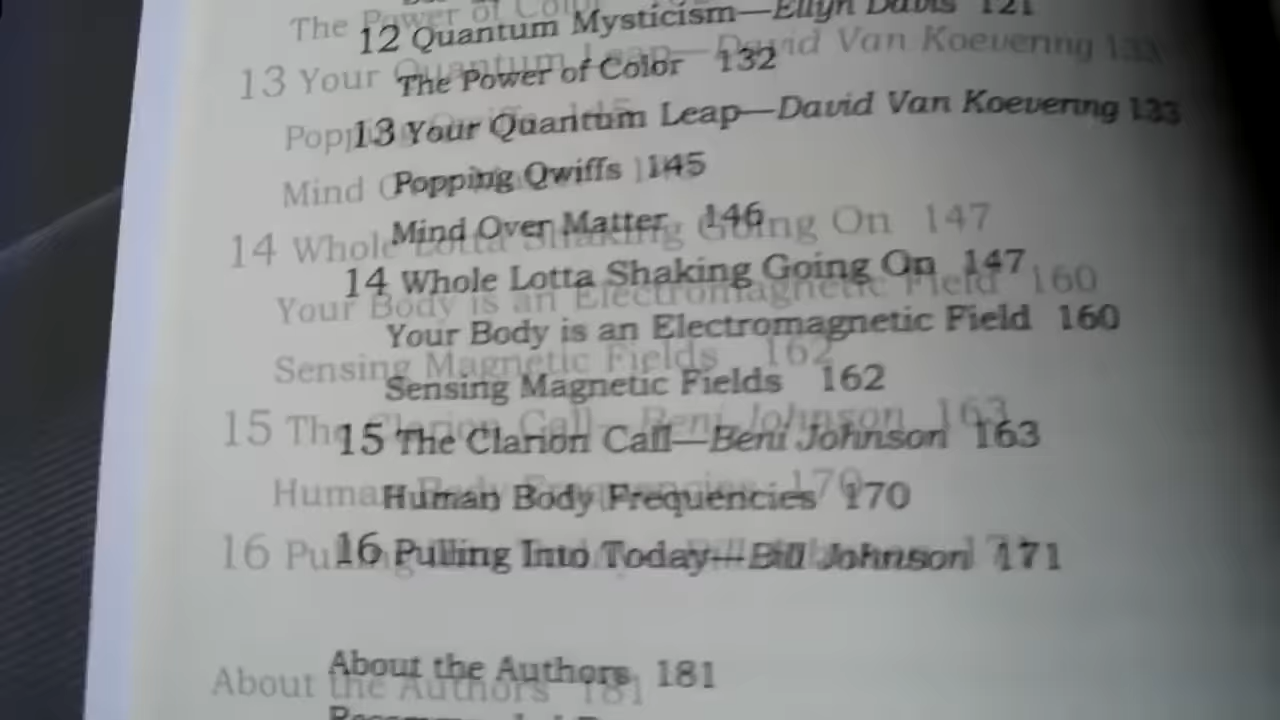 12 Quantum Mysticism—Ellyn Davis 121
The Power of Color 132
13 Your Quantum Leap—David Van Koevering 133
Popping Qwiffs 145
Mind Over Matter 146
14 Whole Lotta Shaking Going On 147
Your Body is an Electromagnetic Field 160
Sensing Magnetic Fields 162
15 The Clarion Call—Beni Johnson 163
Human Body Frequencies 170
16 Pulling Into Today—Bill Johnson 171
About the Authors 181